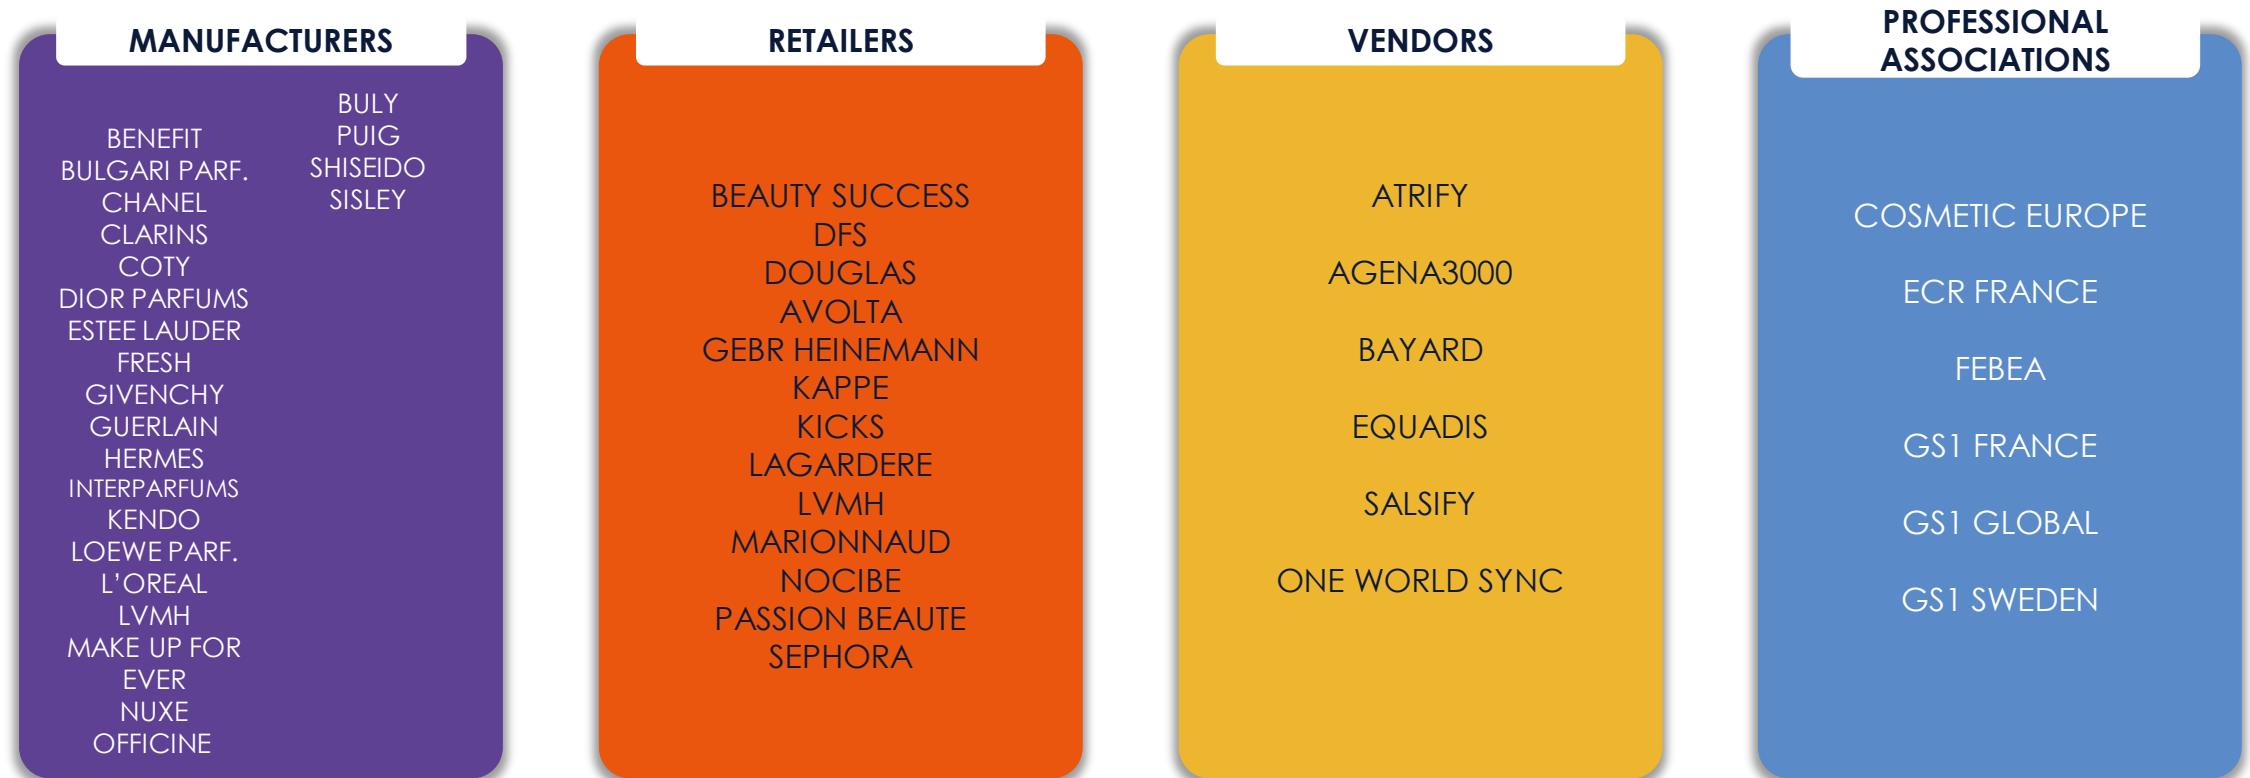 MANUFACTURERS
BENEFIT
BULGARI PARF.
CHANEL
CLARINS
COTY
DIOR PARFUMS
ESTEE LAUDER
FRESH
GIVENCHY
GUERLAIN
HERMES
INTERPARFUMS
KENDO
LOEWE PARF.
L’OREAL
LVMH
MAKE UP FOR
EVER
NUXE
OFFICINE
BULY
PUIG
SHISEIDO
SISLEY
RETAILERS
BEAUTY SUCCESS
DFS
DOUGLAS
AVOLTA
GEBR HEINEMANN
KAPPE
KICKS
LAGARDERE
LVMH
MARIONNAUD
NOCIBE
PASSION BEAUTE
SEPHORA
VENDORS
ATRIFY
AGENA3000
BAYARD
EQUADIS
SALSIFY
ONE WORLD SYNC
PROFESSIONAL
ASSOCIATIONS
COSMETIC EUROPE
ECR FRANCE
FEBEA
GS1 FRANCE
GS1 GLOBAL
GS1 SWEDEN